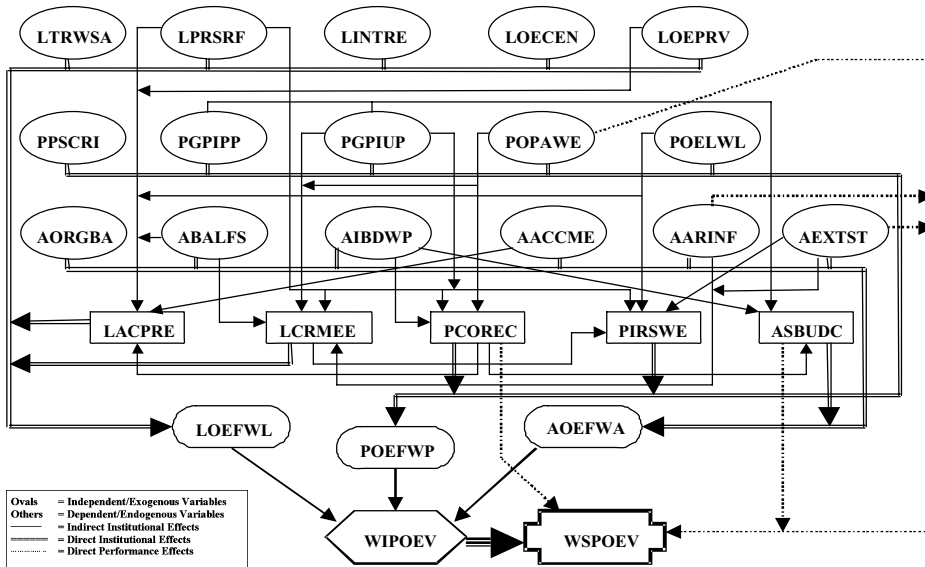 LTRWSA LPRSRF LINTRE LOECEN LOEPRV
PPSCRI PGPIPP PGPIUP POPAWE POELWL
AORGBA ABALFS AIBDWP AACCME AARINF AEXTST
LACPRE LCRMEE PCOREC PIRSWE ASBUDC
LOEFWL POEFWP AOEFWA
Ovals = Independent/Exogenous Variables
Others = Dependent/Endogenous Variables
= Indirect Institutional Effects
= Direct Institutional Effects
= Direct Performance Effects
WIPOEV WSPOEV